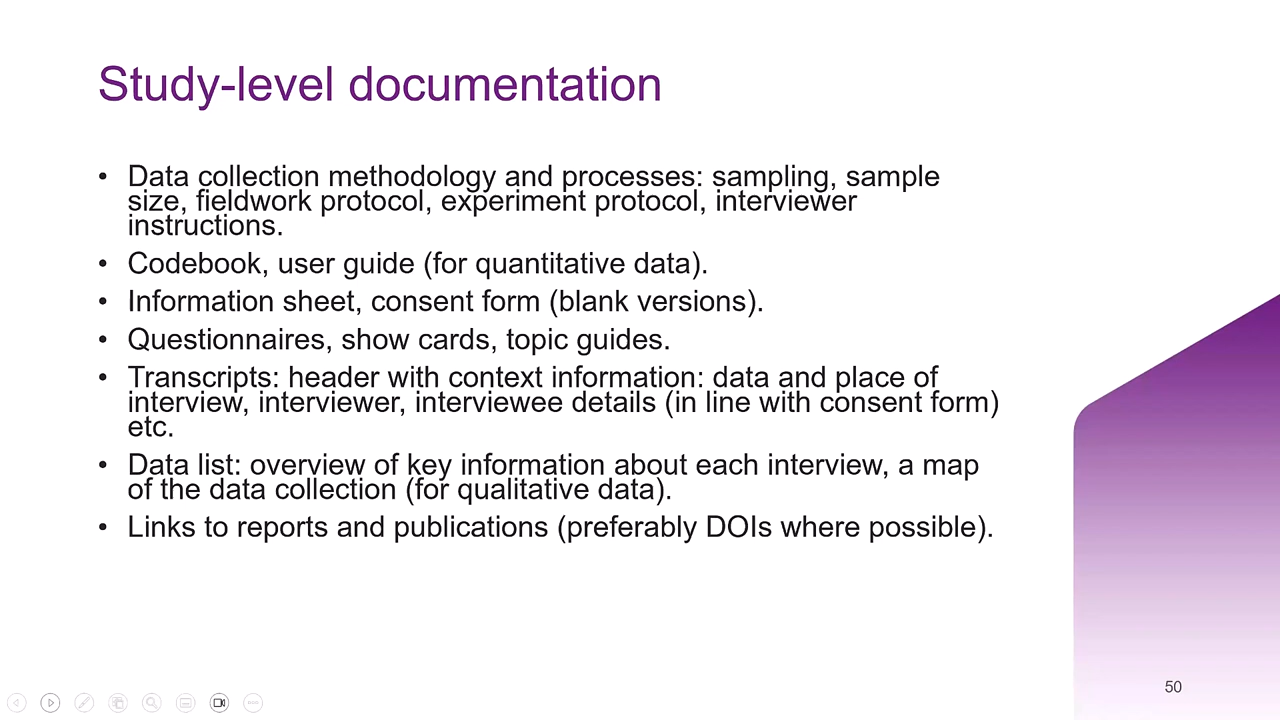 Study-level documentation
• Data collection methodology and processes: sampling, sample
size, fieldwork protocol, experiment protocol, interviewer
instructions.
• Codebook, user guide (for quantitative data).
• Information sheet, consent form (blank versions).
• Questionnaires, show cards, topic guides.
• Transcripts: header with context information: data and place of
interview, interviewer, interviewee details (in line with consent form)
etc.
• Data list: overview of key information about each interview, a map
of the data collection (for qualitative data).
• Links to reports and publications (preferably DOIs where possible).
50